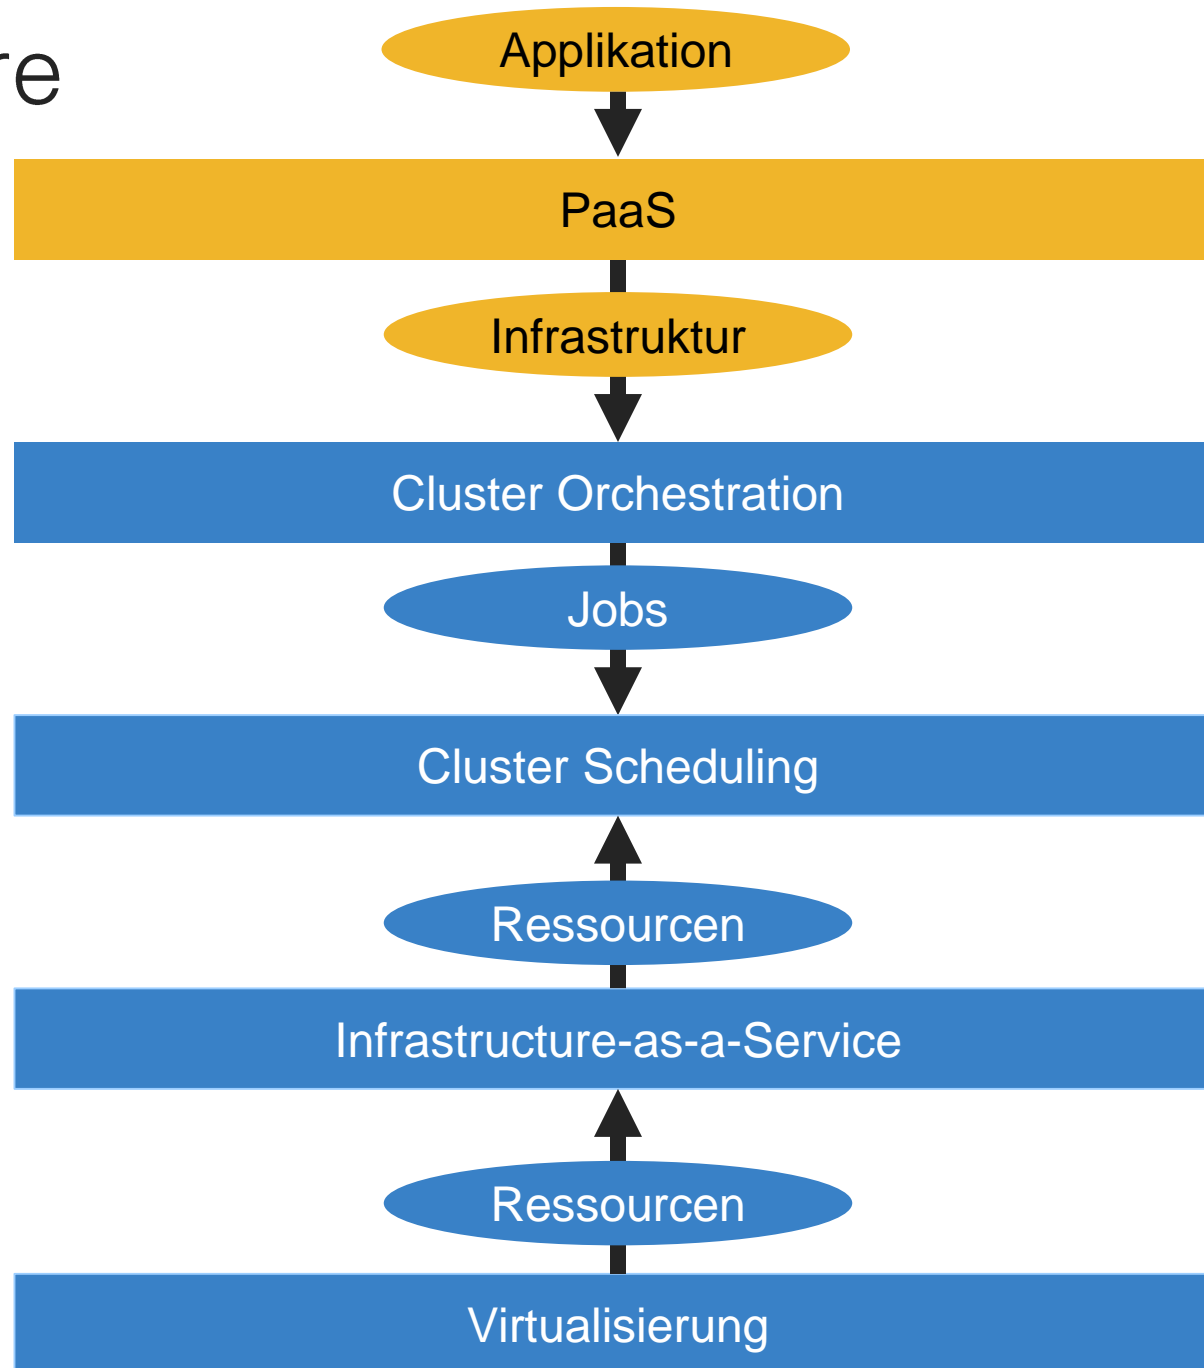 re
Applikation
PaaS
Infrastruktur
Cluster Orchestration
Jobs
Cluster Scheduling
Ressourcen
Infrastructure-as-a-Service
Ressourcen
Virtualisierung